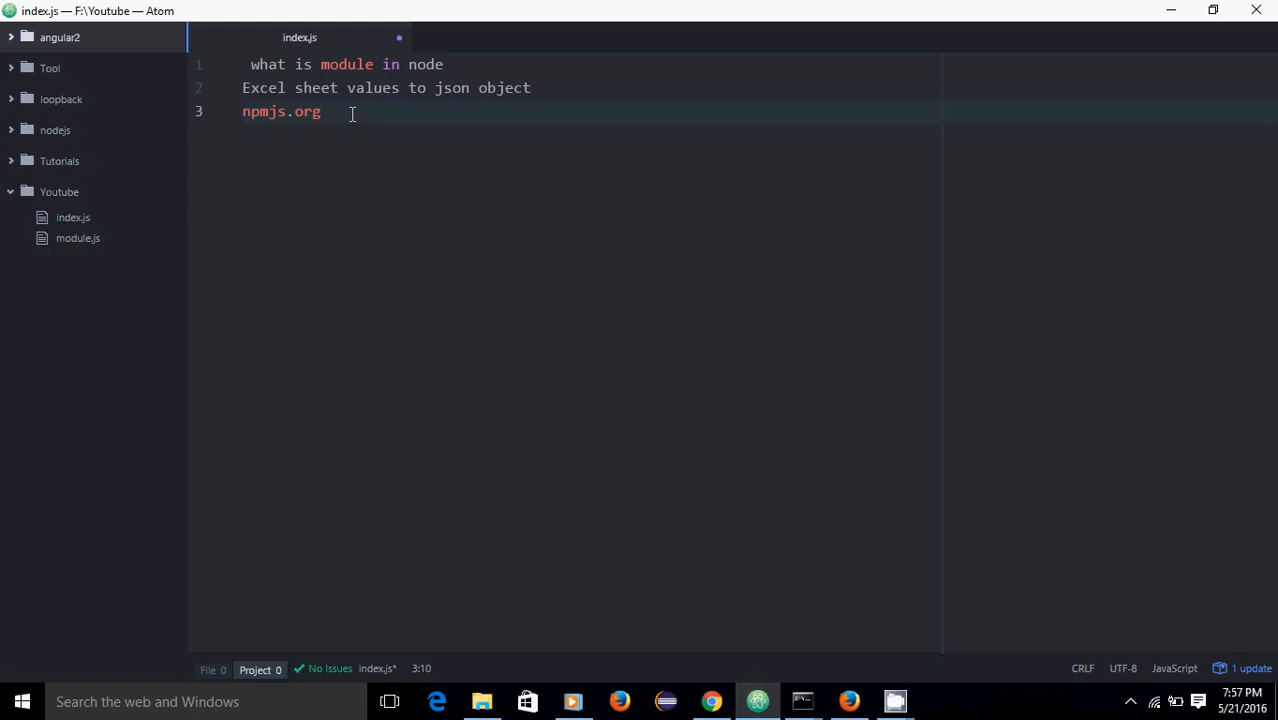 index.js — F:\Youtube — Atom
angular2
Tool
loopback
nodejs
Tutorials
Youtube
index.js
module.js
index.js
1 what is module in node
2 Excel sheet values to json object
3 npmjs.org
File 0
Project 0
No Issues
index.js*
3:10
CRLF
UTF-8
JavaScript
1 update
Search the web and Windows
7:57 PM
5/21/2016